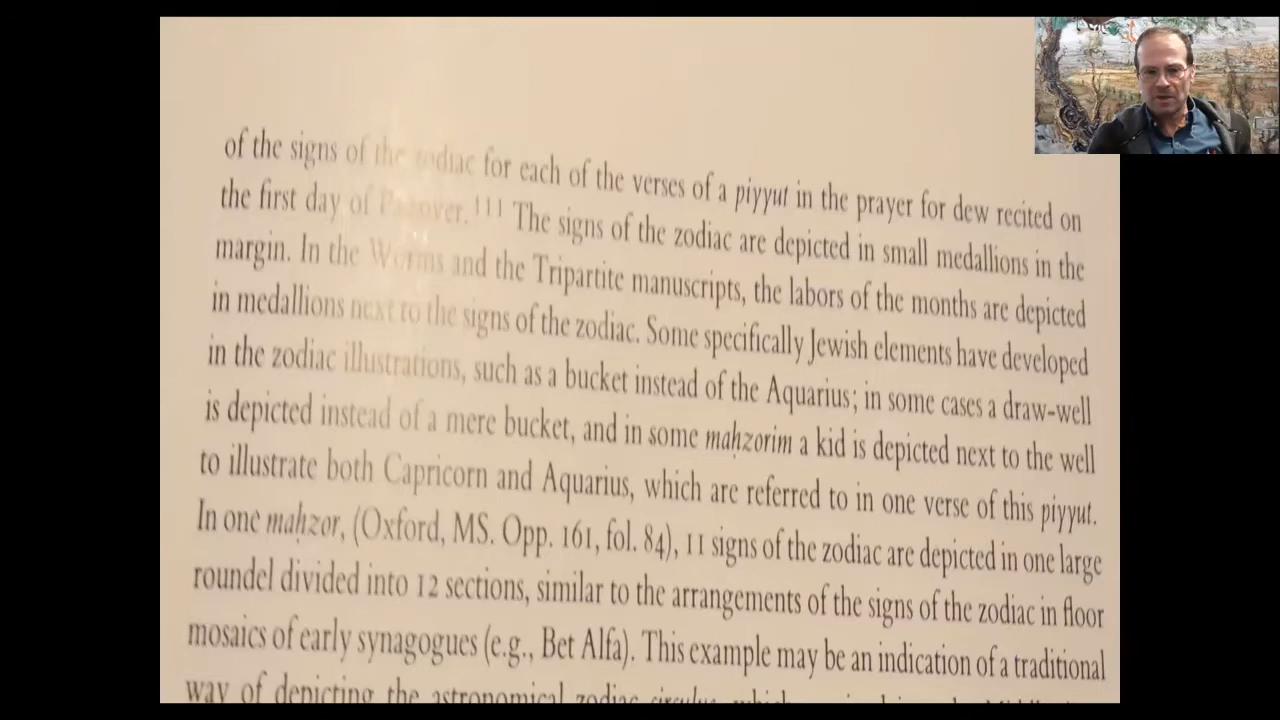 of the signs of the zodiac for each of the verses of a piyyut in the prayer for dew recited on
the first day of Passover.111 The signs of the zodiac are depicted in small medallions in the
margin. In the Worms and the Tripartite manuscripts, the labors of the months are depicted
in medallions next to the signs of the zodiac. Some specifically Jewish elements have developed
in the zodiac illustrations, such as a bucket instead of the Aquarius; in some cases a draw-well
is depicted instead of a mere bucket, and in some maḥzorim a kid is depicted next to the well
to illustrate both Capricorn and Aquarius, which are referred to in one verse of this piyyut.
In one maḥzor, (Oxford, MS. Opp. 161, fol. 84), 11 signs of the zodiac are depicted in one large
roundel divided into 12 sections, similar to the arrangements of the signs of the zodiac in floor
mosaics of early synagogues (e.g., Bet Alfa). This example may be an indication of a traditional
way of depicting the astronomical zodiac circulus, which